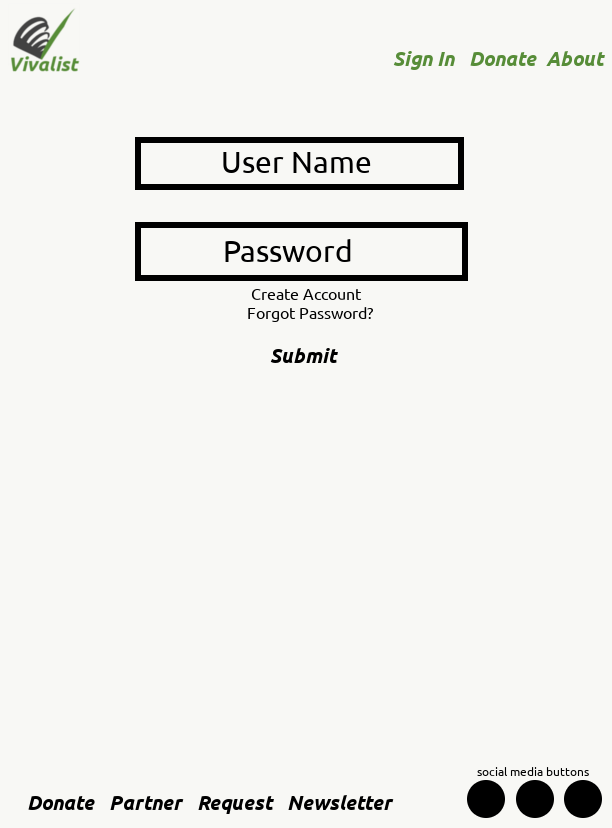 Vivalist
Sign In Donate About
User Name
Password
Create Account
Forgot Password?
Submit
social media buttons
Donate Partner Request Newsletter